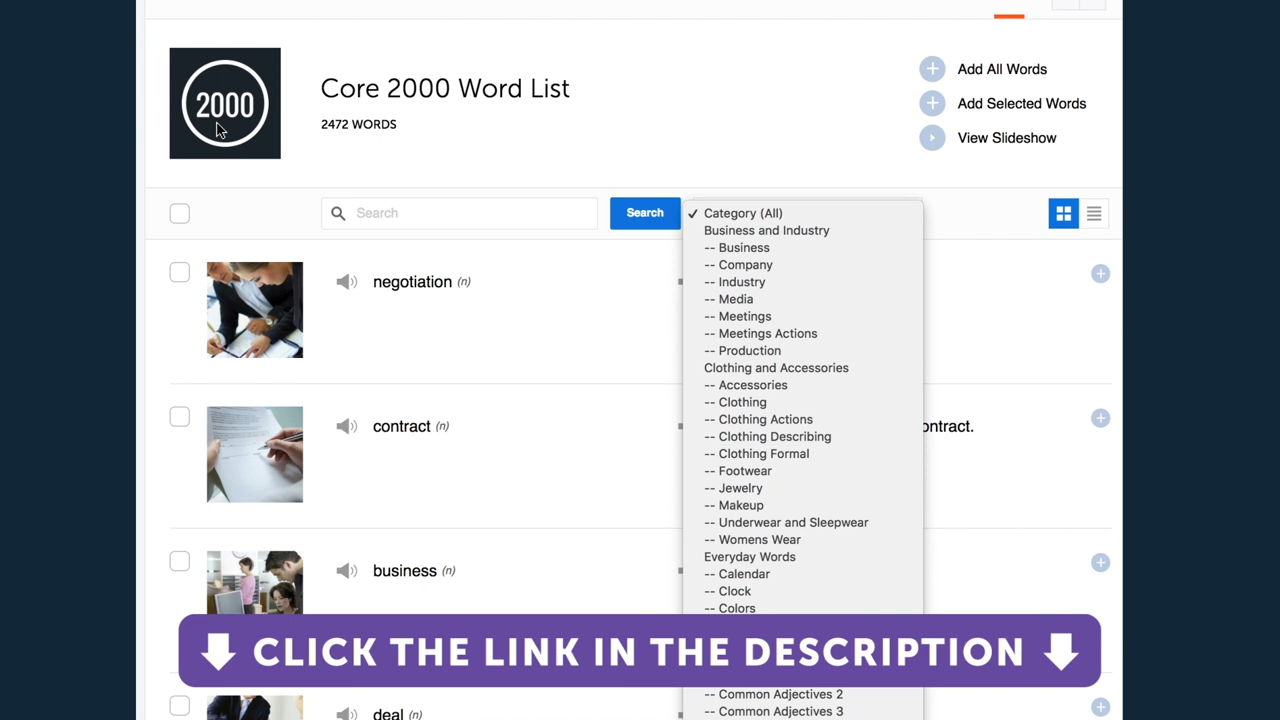 2000
Core 2000 Word List
2472 WORDS
Add All Words
Add Selected Words
View Slideshow
Search
Search
✓ Category (All)
Business and Industry
-- Business
-- Company
-- Industry
-- Media
-- Meetings
-- Meetings Actions
-- Production
Clothing and Accessories
-- Accessories
-- Clothing
-- Clothing Actions
-- Clothing Describing
-- Clothing Formal
-- Footwear
-- Jewelry
-- Makeup
-- Underwear and Sleepwear
-- Womens Wear
Everyday Words
-- Calendar
-- Clock
-- Colors
-- Common Adjectives 2
-- Common Adjectives 3
negotiation (n)
contract (n)
ontract.
business (n)
deal (n)
CLICK THE LINK IN THE DESCRIPTION